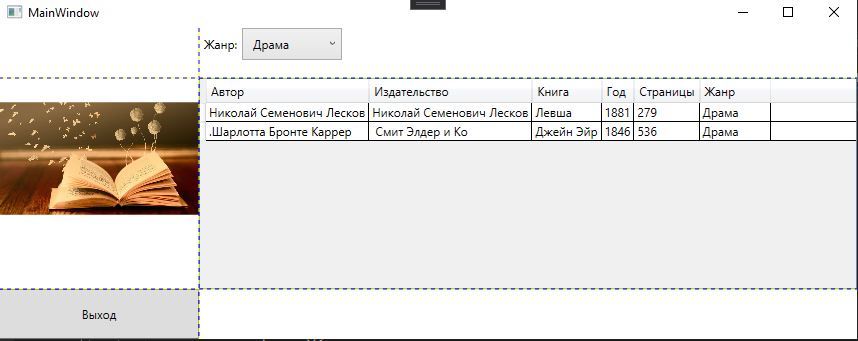 MainWindow
Жанр: Драма
Автор Издательство Книга Год Страницы Жанр
Николай Семенович Лесков Николай Семенович Лесков Левша 1881 279 Драма
.Шарлотта Бронте Каррер Смит Элдер и Ко Джейн Эйр 1846 536 Драма
Выход